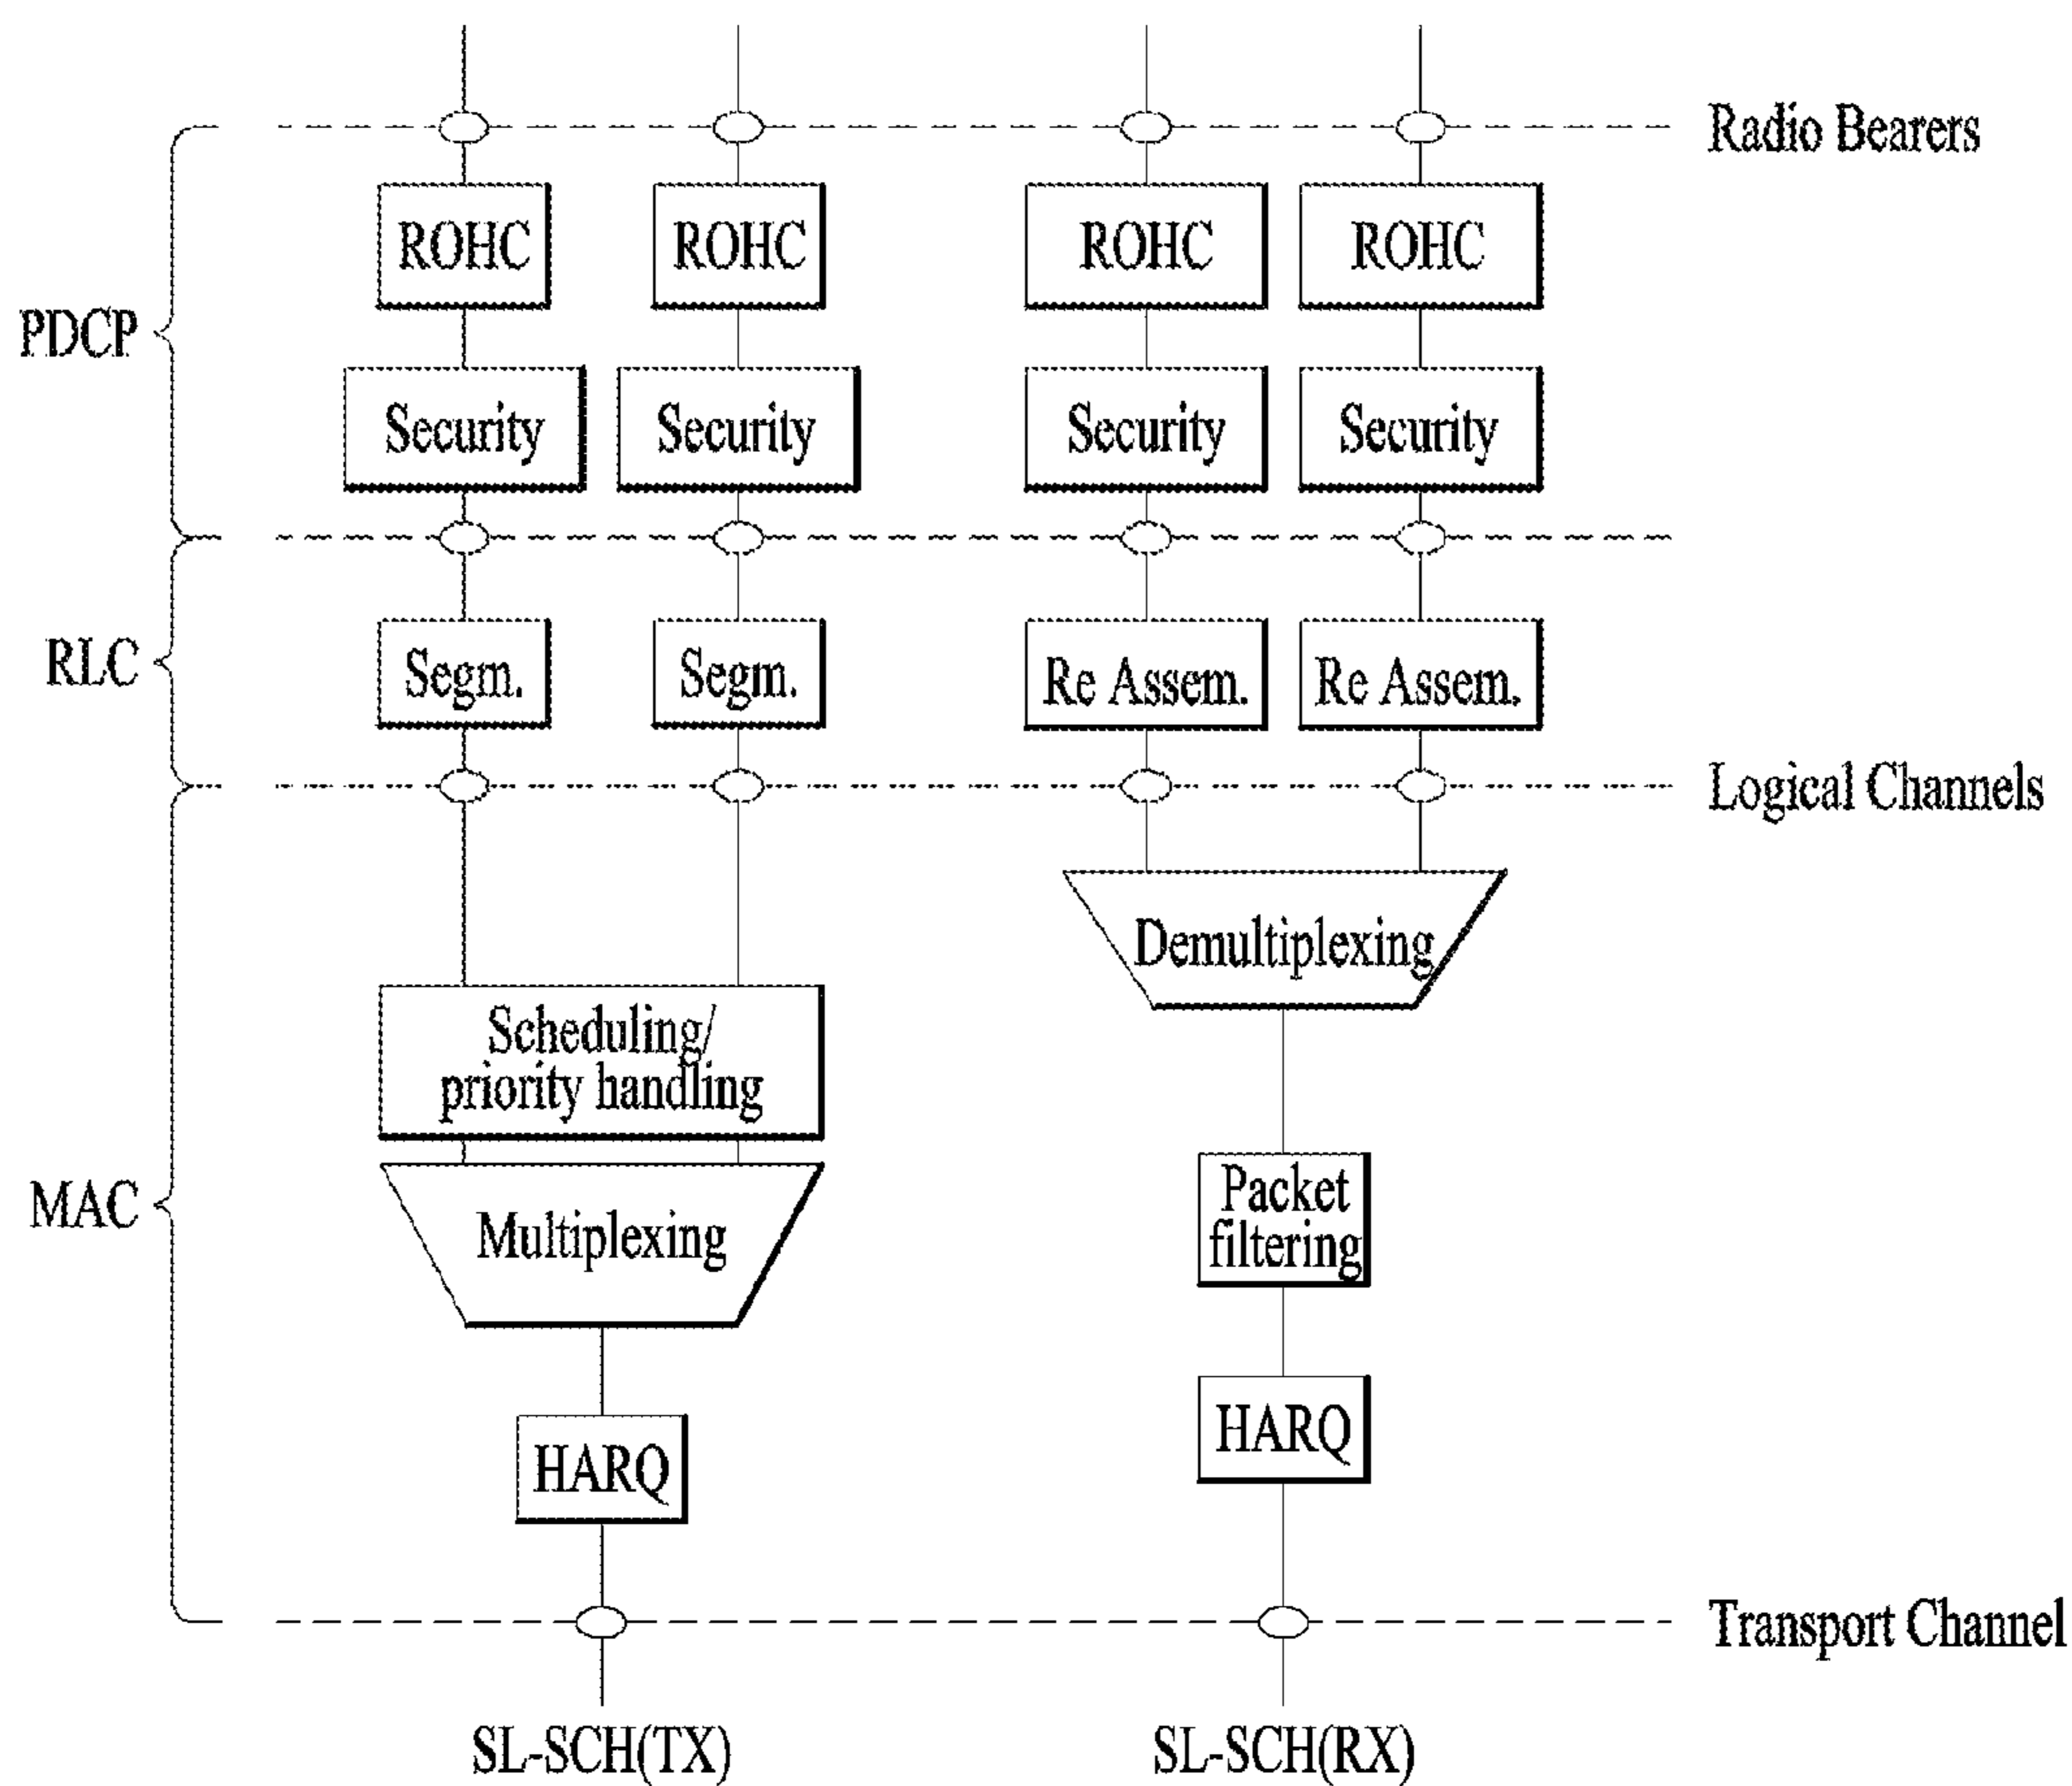 Radio Bearers
ROHC
ROHC
ROHC
ROHC
PDCP
Security
Security
Security
Security
RLC
Segm.
Segm.
Re Assem.
Re Assem.
Logical Channels
Demultiplexing
Scheduling/
priority handling
MAC
Multiplexing
Packet
filtering
HARQ
HARQ
Transport Channel
SL-SCH(TX)
SL-SCH(RX)